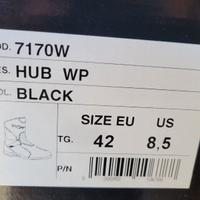 OD. 7170W
ES. HUB WP
OL. BLACK
SIZE EU US
TG. 42 8,5
P/N